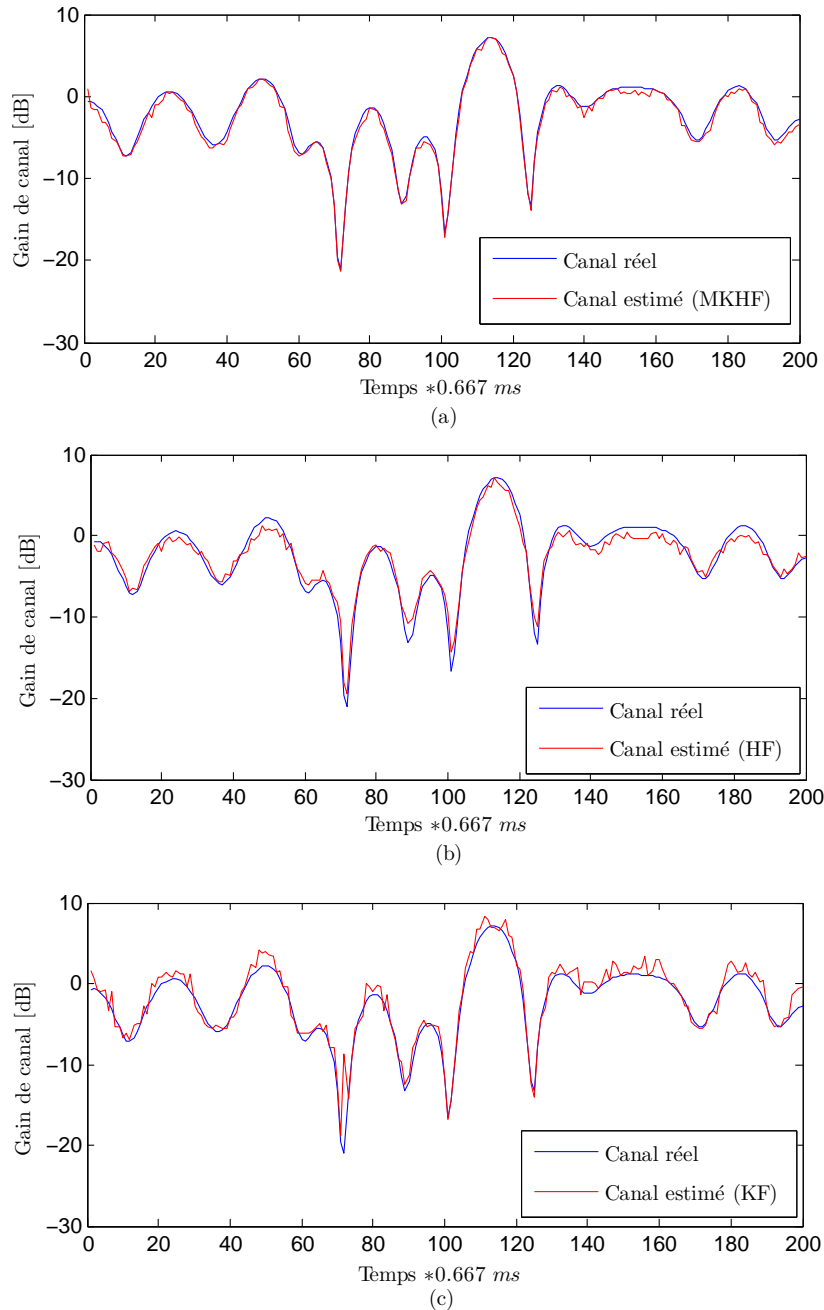 10
0
−10
−20
−30
Gain de canal [dB]
Canal réel
Canal estimé (MKHF)
0 20 40 60 80 100 120 140 160 180 200
Temps ∗0.667 ms
(a)
10
0
−10
−20
−30
Gain de canal [dB]
Canal réel
Canal estimé (HF)
0 20 40 60 80 100 120 140 160 180 200
Temps ∗0.667 ms
(b)
10
0
−10
−20
−30
Gain de canal [dB]
Canal réel
Canal estimé (KF)
0 20 40 60 80 100 120 140 160 180 200
Temps ∗0.667 ms
(c)